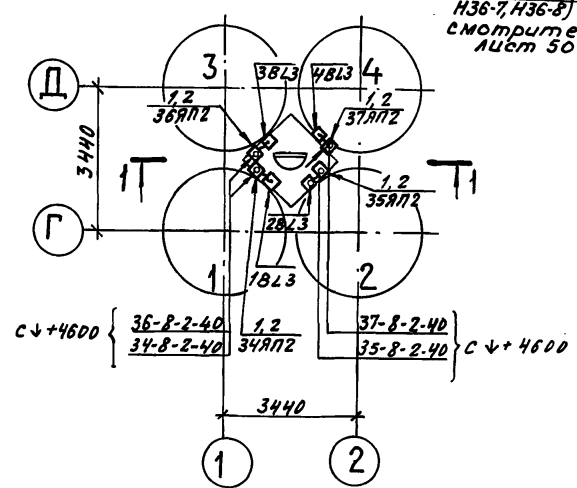 Н36-7, Н36-8)
смотрите
лист 50
3
3ВL3
4ВL3
4
Д
1,2
36ЯП2
1,2
37ЯП2
3440
1
1
1,2
35ЯП2
Г
2ВL3
1
1ВL3
2
с ↓ +4600 {
36-8-2-40
34-8-2-40
1,2
34ЯП2
37-8-2-40
35-8-2-40
} с ↓ + 4600
3440
1
2